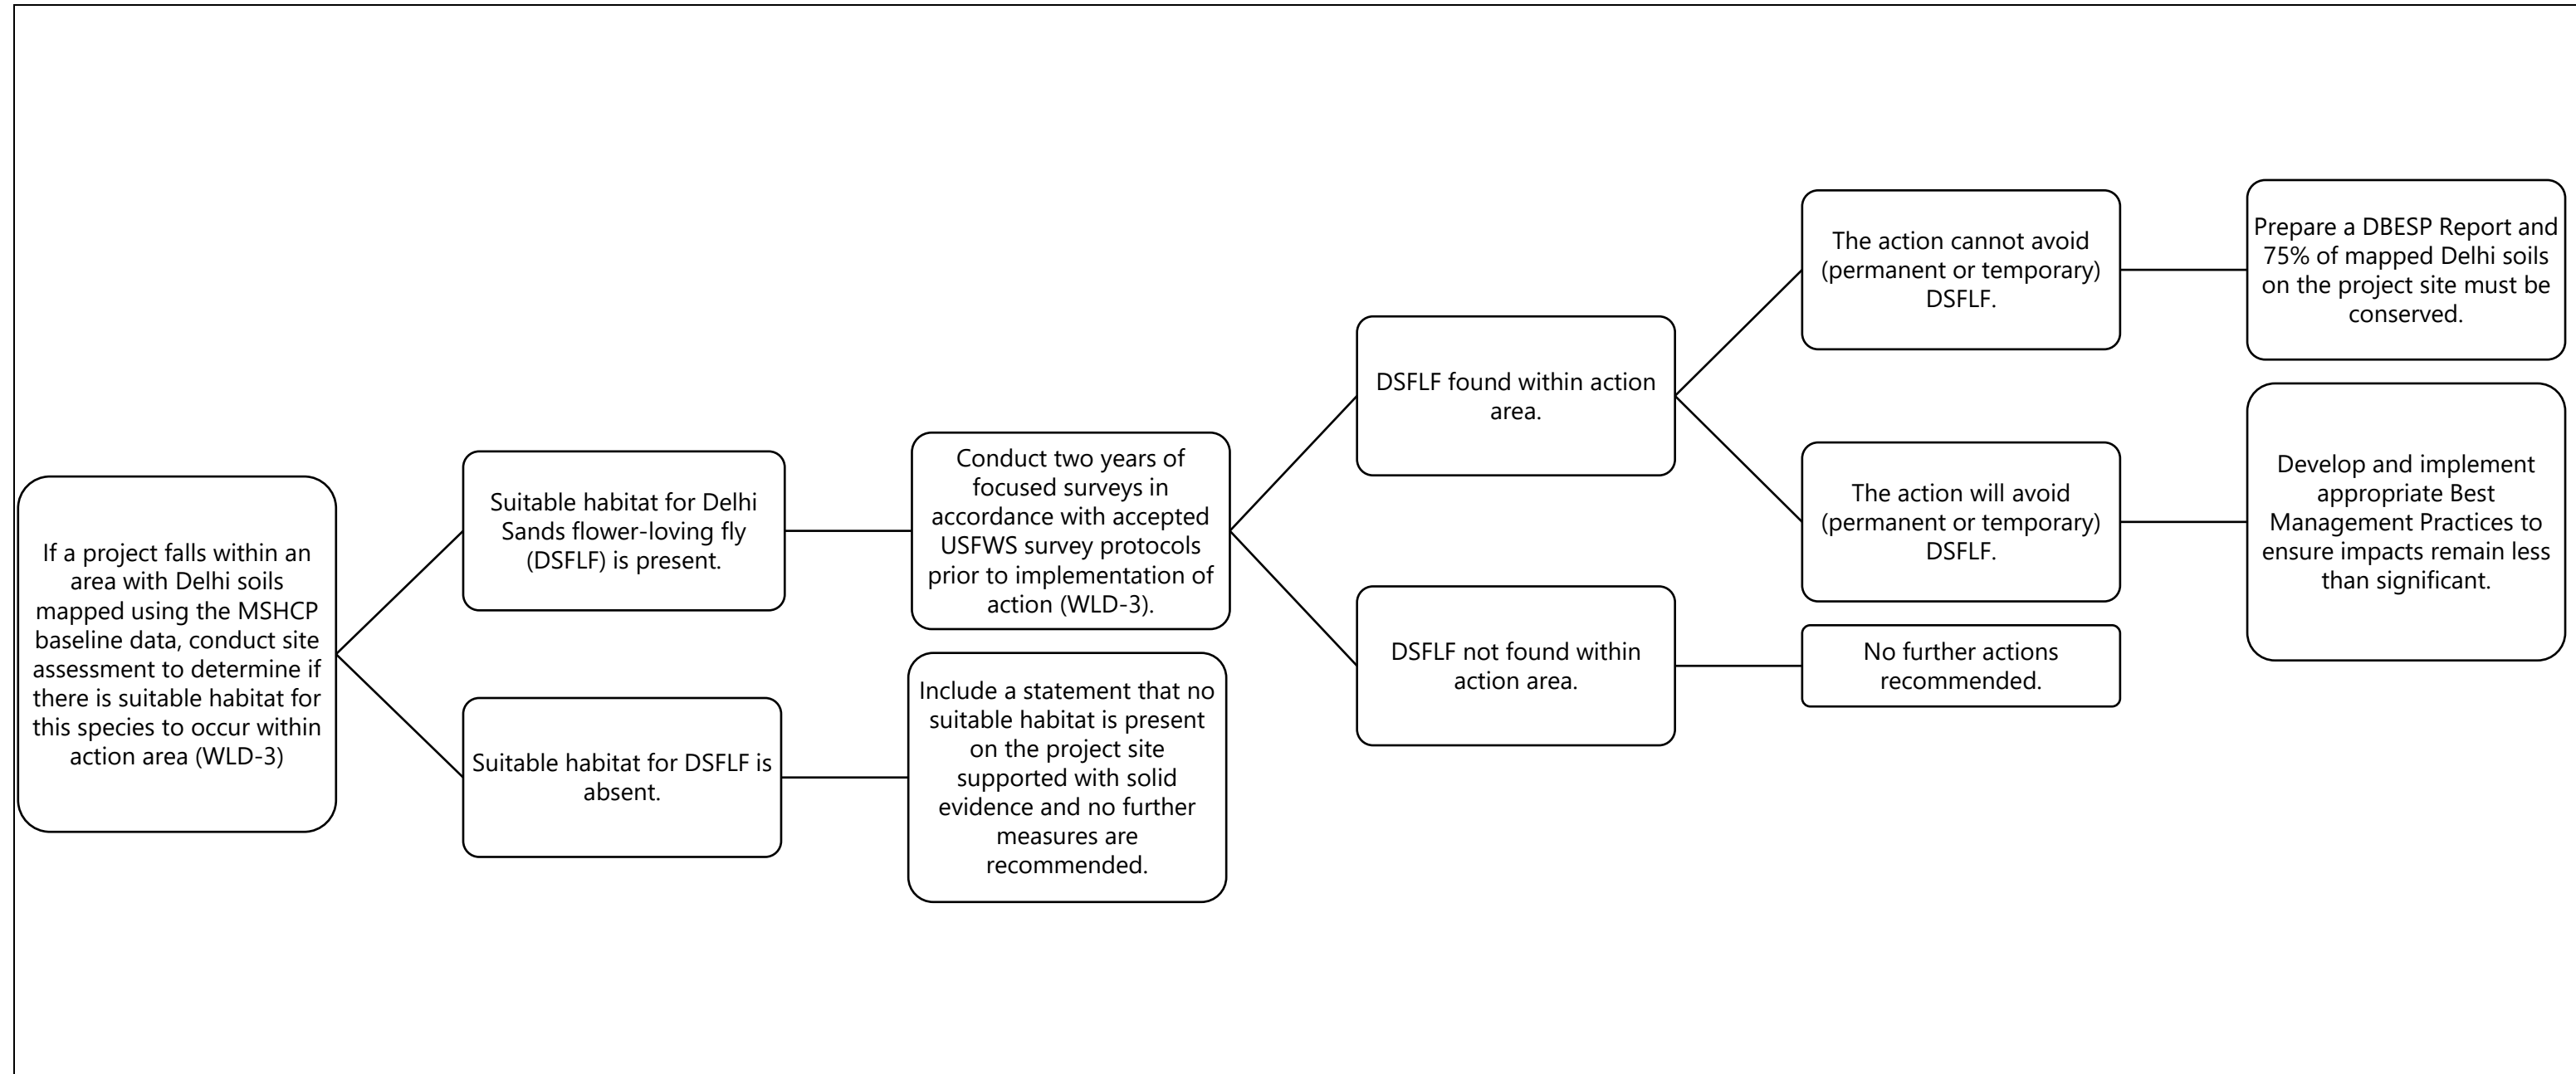 If a project falls within an
area with Delhi soils
mapped using the MSHCP
baseline data, conduct site
assessment to determine if
there is suitable habitat for
this species to occur within
action area (WLD-3)
Suitable habitat for Delhi
Sands flower-loving fly
(DSFLF) is present.
Suitable habitat for DSFLF is
absent.
Conduct two years of
focused surveys in
accordance with accepted
USFWS survey protocols
prior to implementation of
action (WLD-3).
Include a statement that no
suitable habitat is present
on the project site
supported with solid
evidence and no further
measures are
recommended.
DSFLF found within action
area.
DSFLF not found within
action area.
The action cannot avoid
(permanent or temporary)
DSFLF.
The action will avoid
(permanent or temporary)
DSFLF.
No further actions
recommended.
Prepare a DBESP Report and
75% of mapped Delhi soils
on the project site must be
conserved.
Develop and implement
appropriate Best
Management Practices to
ensure impacts remain less
than significant.